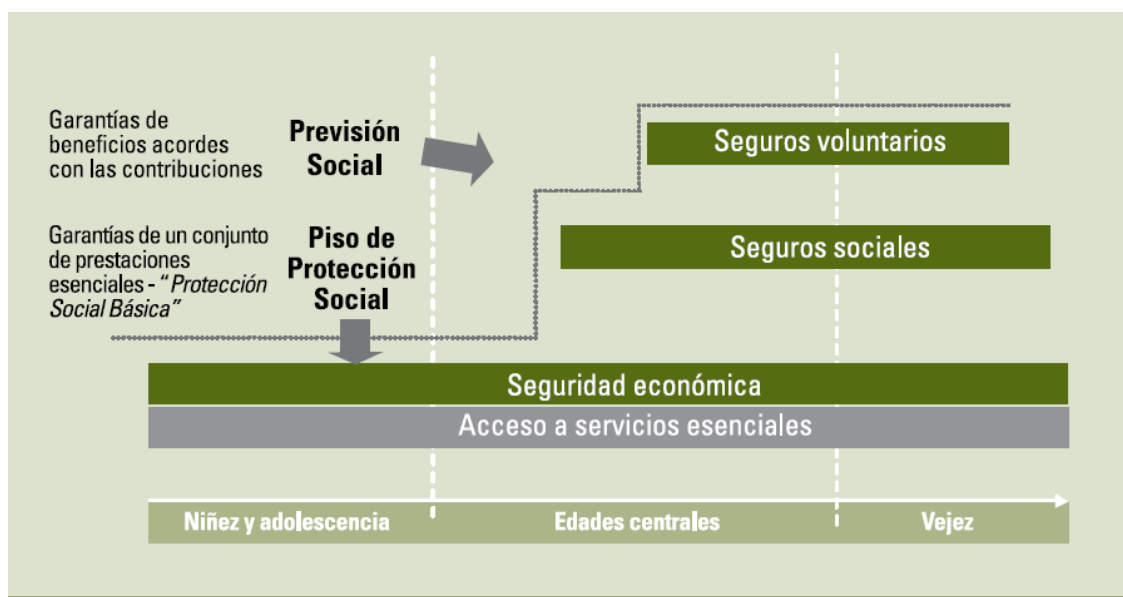 Garantías de
beneficios acordes
con las contribuciones
Previsión
Social
Seguros voluntarios
Garantías de un conjunto
de prestaciones
esenciales - “Protección
Social Básica”
Piso de
Protección
Social
Seguros sociales
Seguridad económica
Acceso a servicios esenciales
Niñez y adolescencia
Edades centrales
Vejez